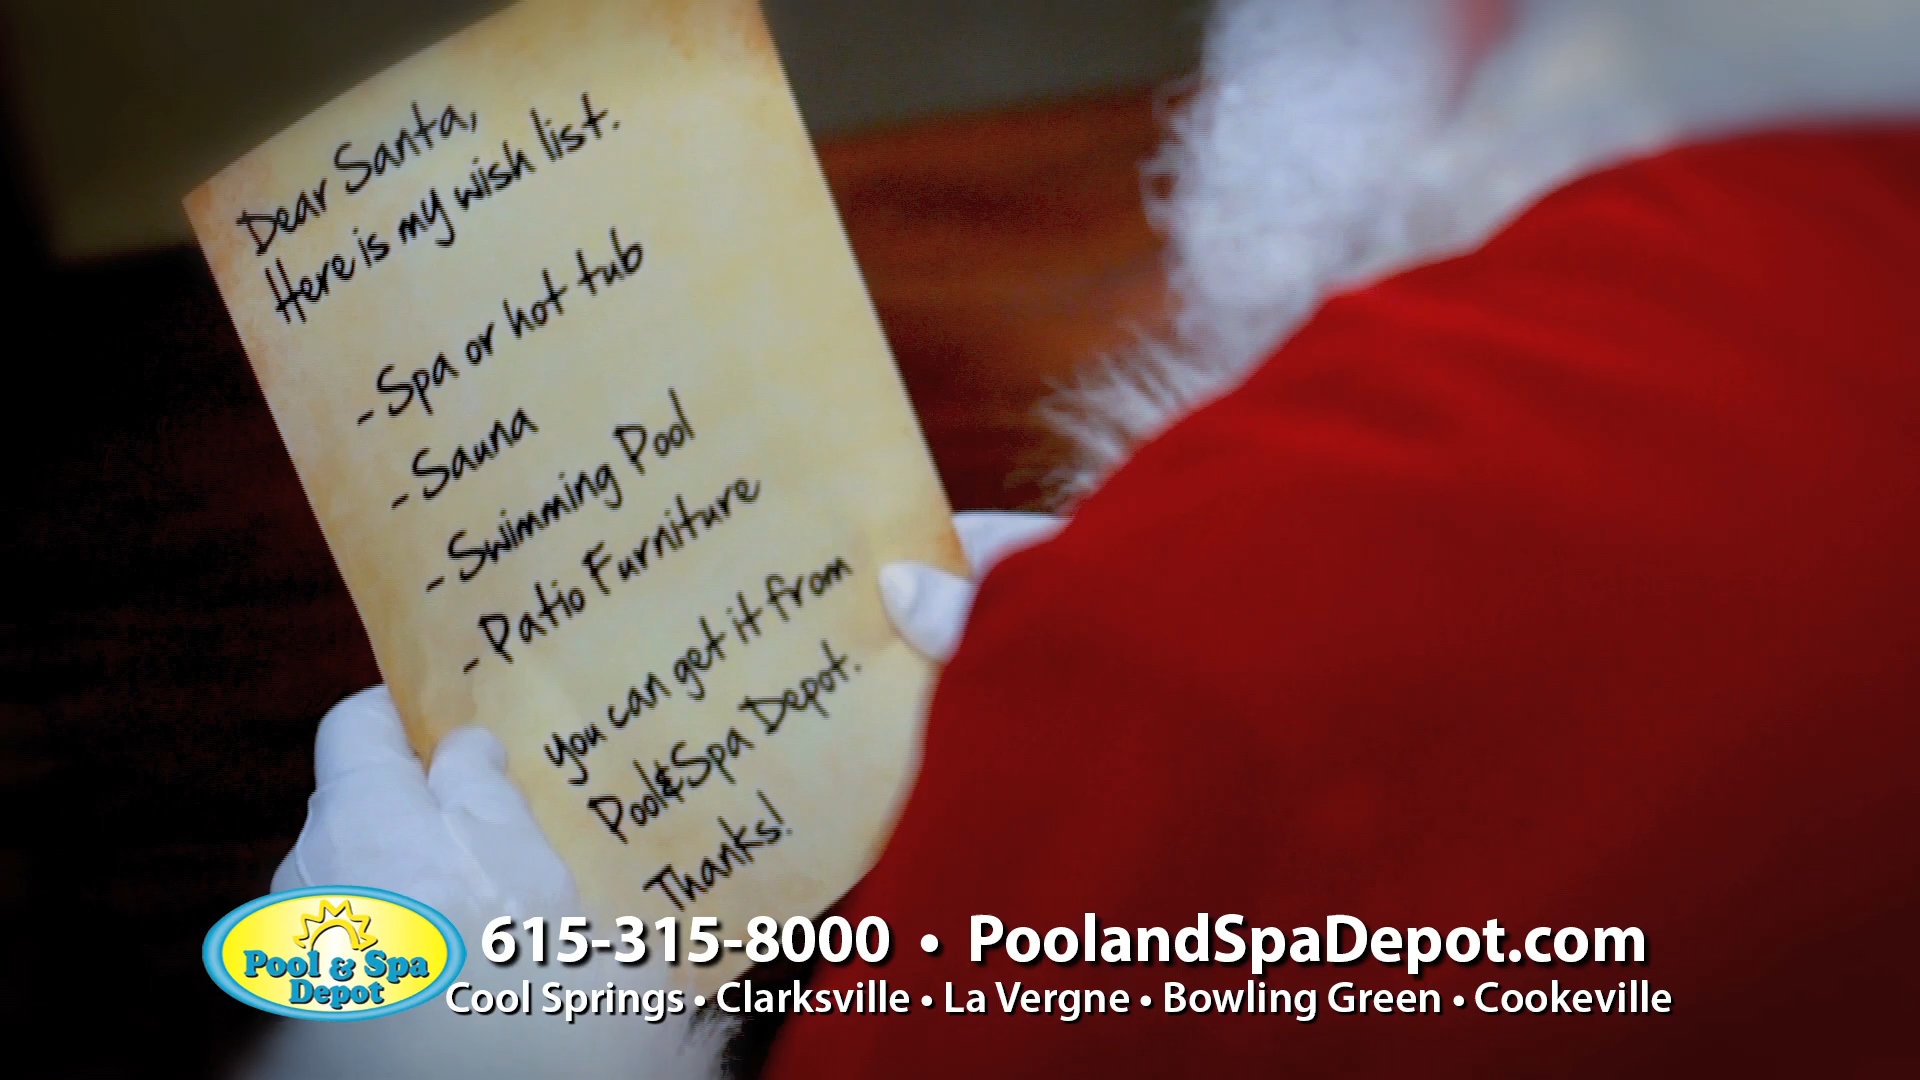 Dear Santa,
Here is my wish list.
- Spa or hot tub
- Sauna
- Swimming Pool
- Patio Furniture
you can get it from
Pool&Spa Depot.
Thanks!
Pool & Spa
Depot
615-315-8000 • PoolandSpaDepot.com
Cool Springs • Clarksville • La Vergne • Bowling Green • Cookeville